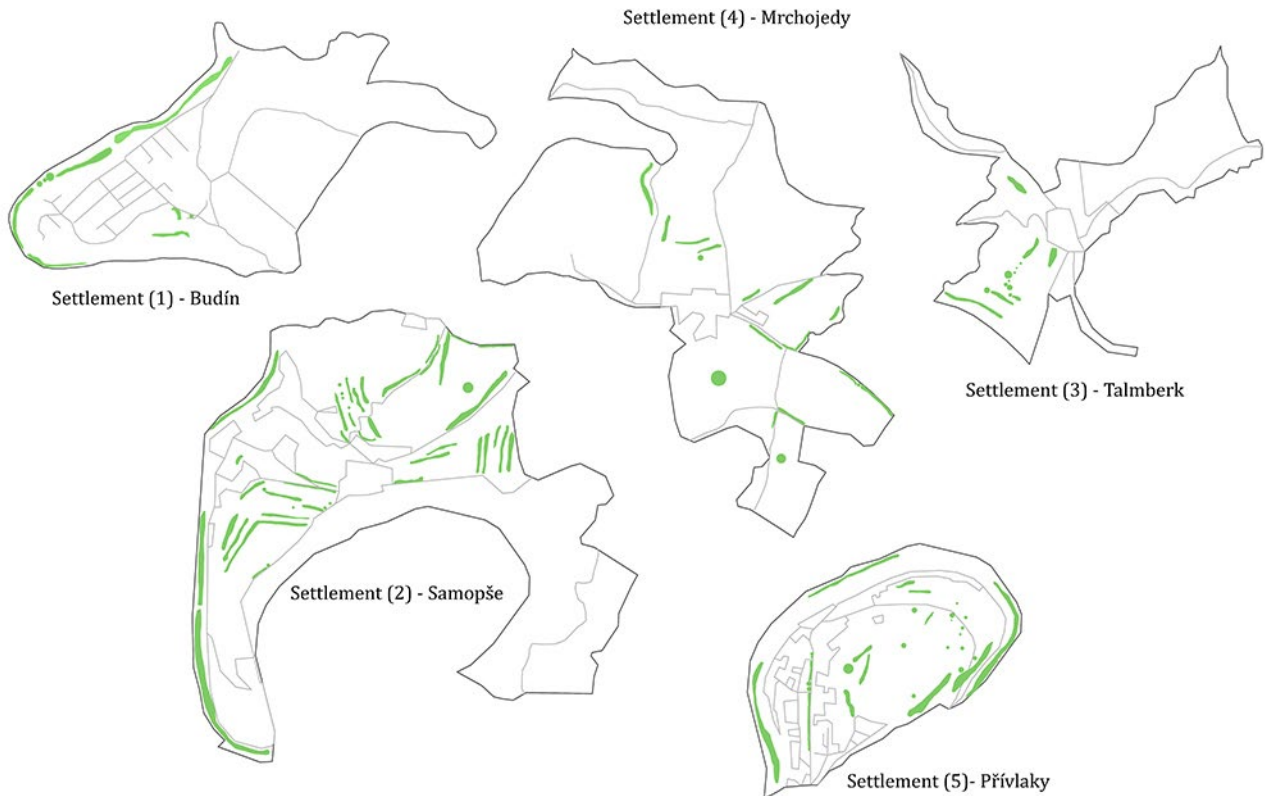 Settlement (4) - Mrchojedy
Settlement (1) - Budín
Settlement (3) - Talmberk
Settlement (2) - Samopše
Settlement (5)- Přívlaky